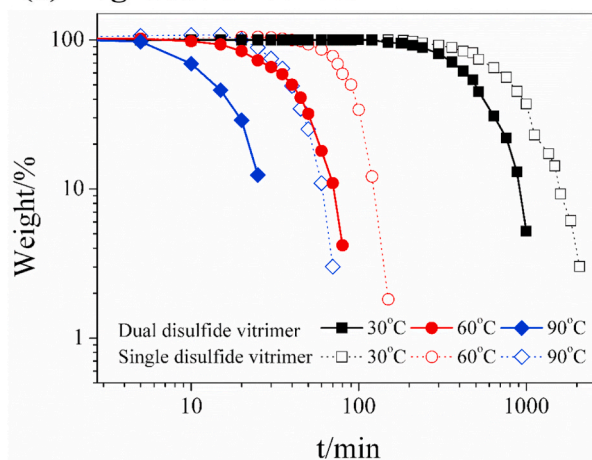 100
10
1
Weight/%
Dual disulfide vitrimer 30°C 60°C 90°C
Single disulfide vitrimer 30°C 60°C 90°C
10 100 1000
t/min